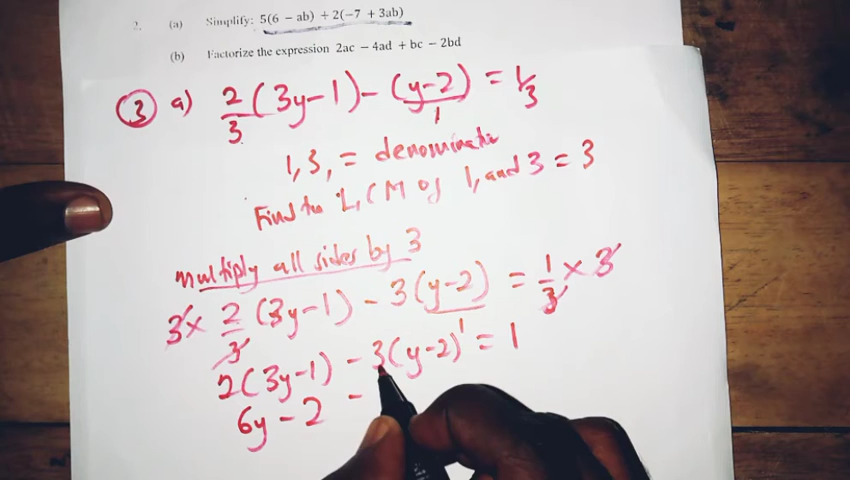 2. (a) Simplify: 5(6 − ab) + 2(−7 + 3ab)
(b) Factorize the expression 2ac − 4ad + bc − 2bd
③ a) 2/3 (3y−1) − (y−2)/1 = 1/3
1, 3, = denominator
Find the L.C.M of 1, and 3 = 3
multiply all sides by 3
3 × 2/3 (3y−1) − 3(y−2)/1 = 1/3 × 3
2(3y−1) − 3(y−2) = 1
6y − 2 −